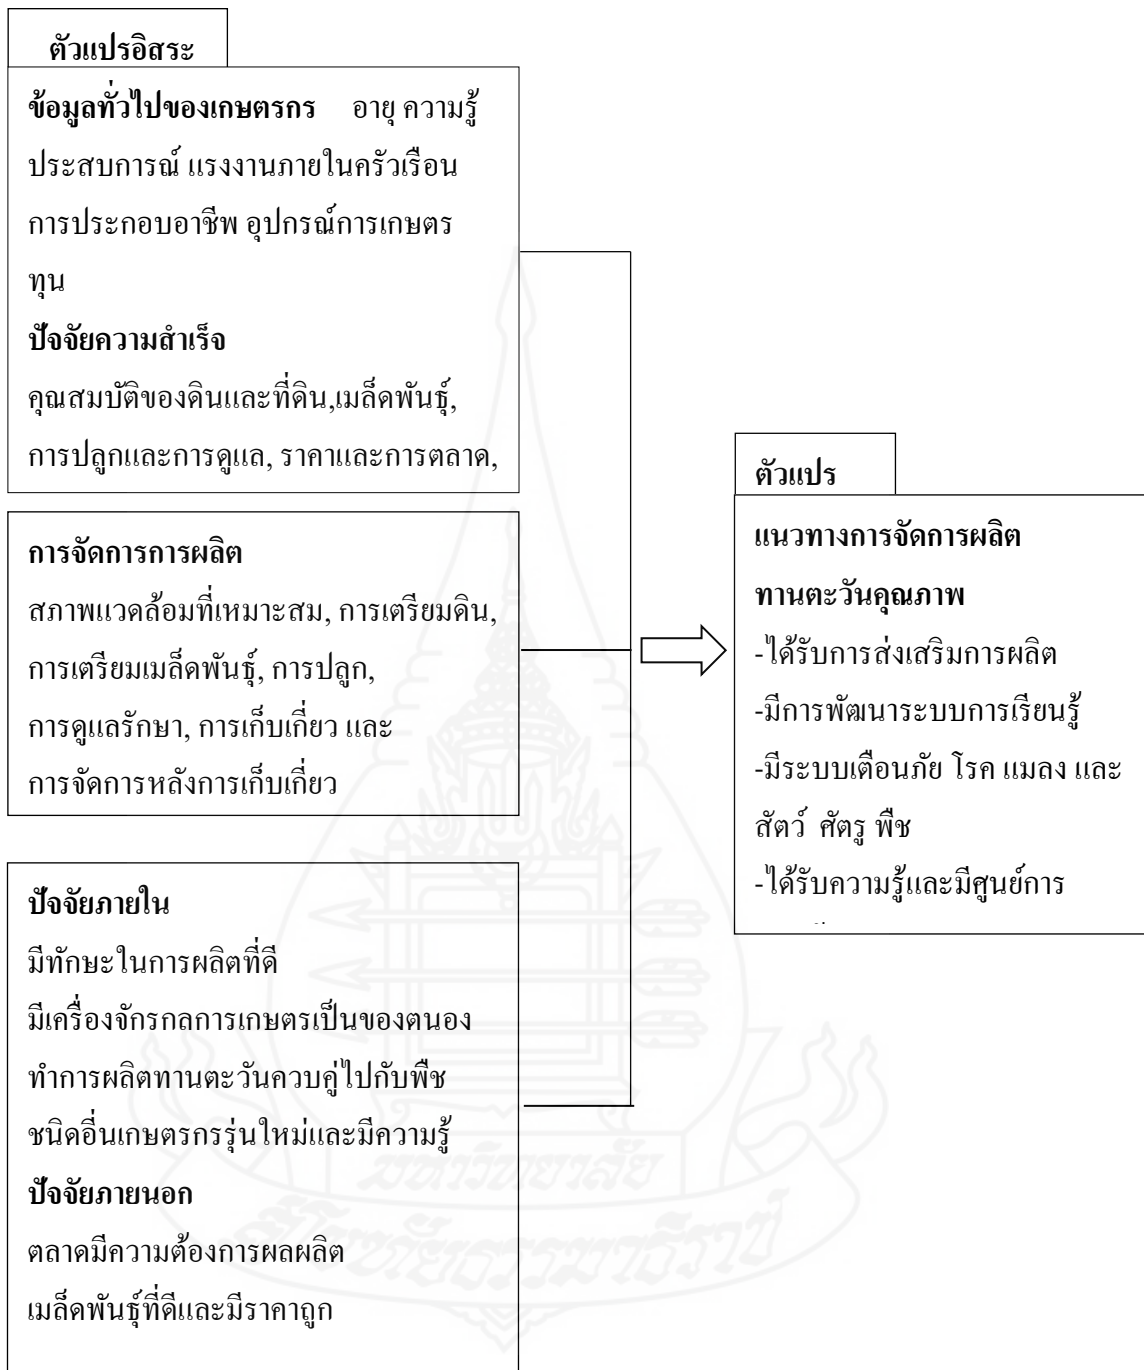 ตัวแปรอิสระ
ข้อมูลทั่วไปของเกษตรกร อายุ ความรู้
ประสบการณ์ แรงงานภายในครัวเรือน
การประกอบอาชีพ อุปกรณ์การเกษตร
ทุน
ปัจจัยความสำเร็จ
คุณสมบัติของดินและที่ดิน,เมล็ดพันธุ์,
การปลูกและการดูแล, ราคาและการตลาด,
การจัดการการผลิต
สภาพแวดล้อมที่เหมาะสม, การเตรียมดิน,
การเตรียมเมล็ดพันธุ์, การปลูก,
การดูแลรักษา, การเก็บเกี่ยว และ
การจัดการหลังการเก็บเกี่ยว
ปัจจัยภายใน
มีทักษะในการผลิตที่ดี
มีเครื่องจักรกลการเกษตรเป็นของตนอง
ทำการผลิตทานตะวันควบคู่ไปกับพืช
ชนิดอื่นเกษตรกรรุ่นใหม่และมีความรู้
ปัจจัยภายนอก
ตลาดมีความต้องการผลผลิต
เมล็ดพันธุ์ที่ดีและมีราคาถูก
ตัวแปร
แนวทางการจัดการผลิต
ทานตะวันคุณภาพ
-ได้รับการส่งเสริมการผลิต
-มีการพัฒนาระบบการเรียนรู้
-มีระบบเตือนภัย โรค แมลง และ
สัตว์ ศัตรู พืช
-ได้รับความรู้และมีศูนย์การ
มหาวิทยาลัย
สุโขทัยธรรมาธิราช